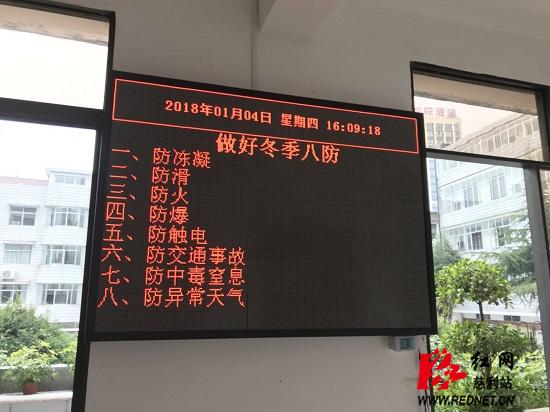 2018年01月04日 星期四 16:09:18
做好冬季八防
一、防冻凝
二、防滑
三、防火
四、防爆
五、防触电
六、防交通事故
七、防中毒窒息
八、防异常天气
红网
慈利站
WWW.REDNET.CN